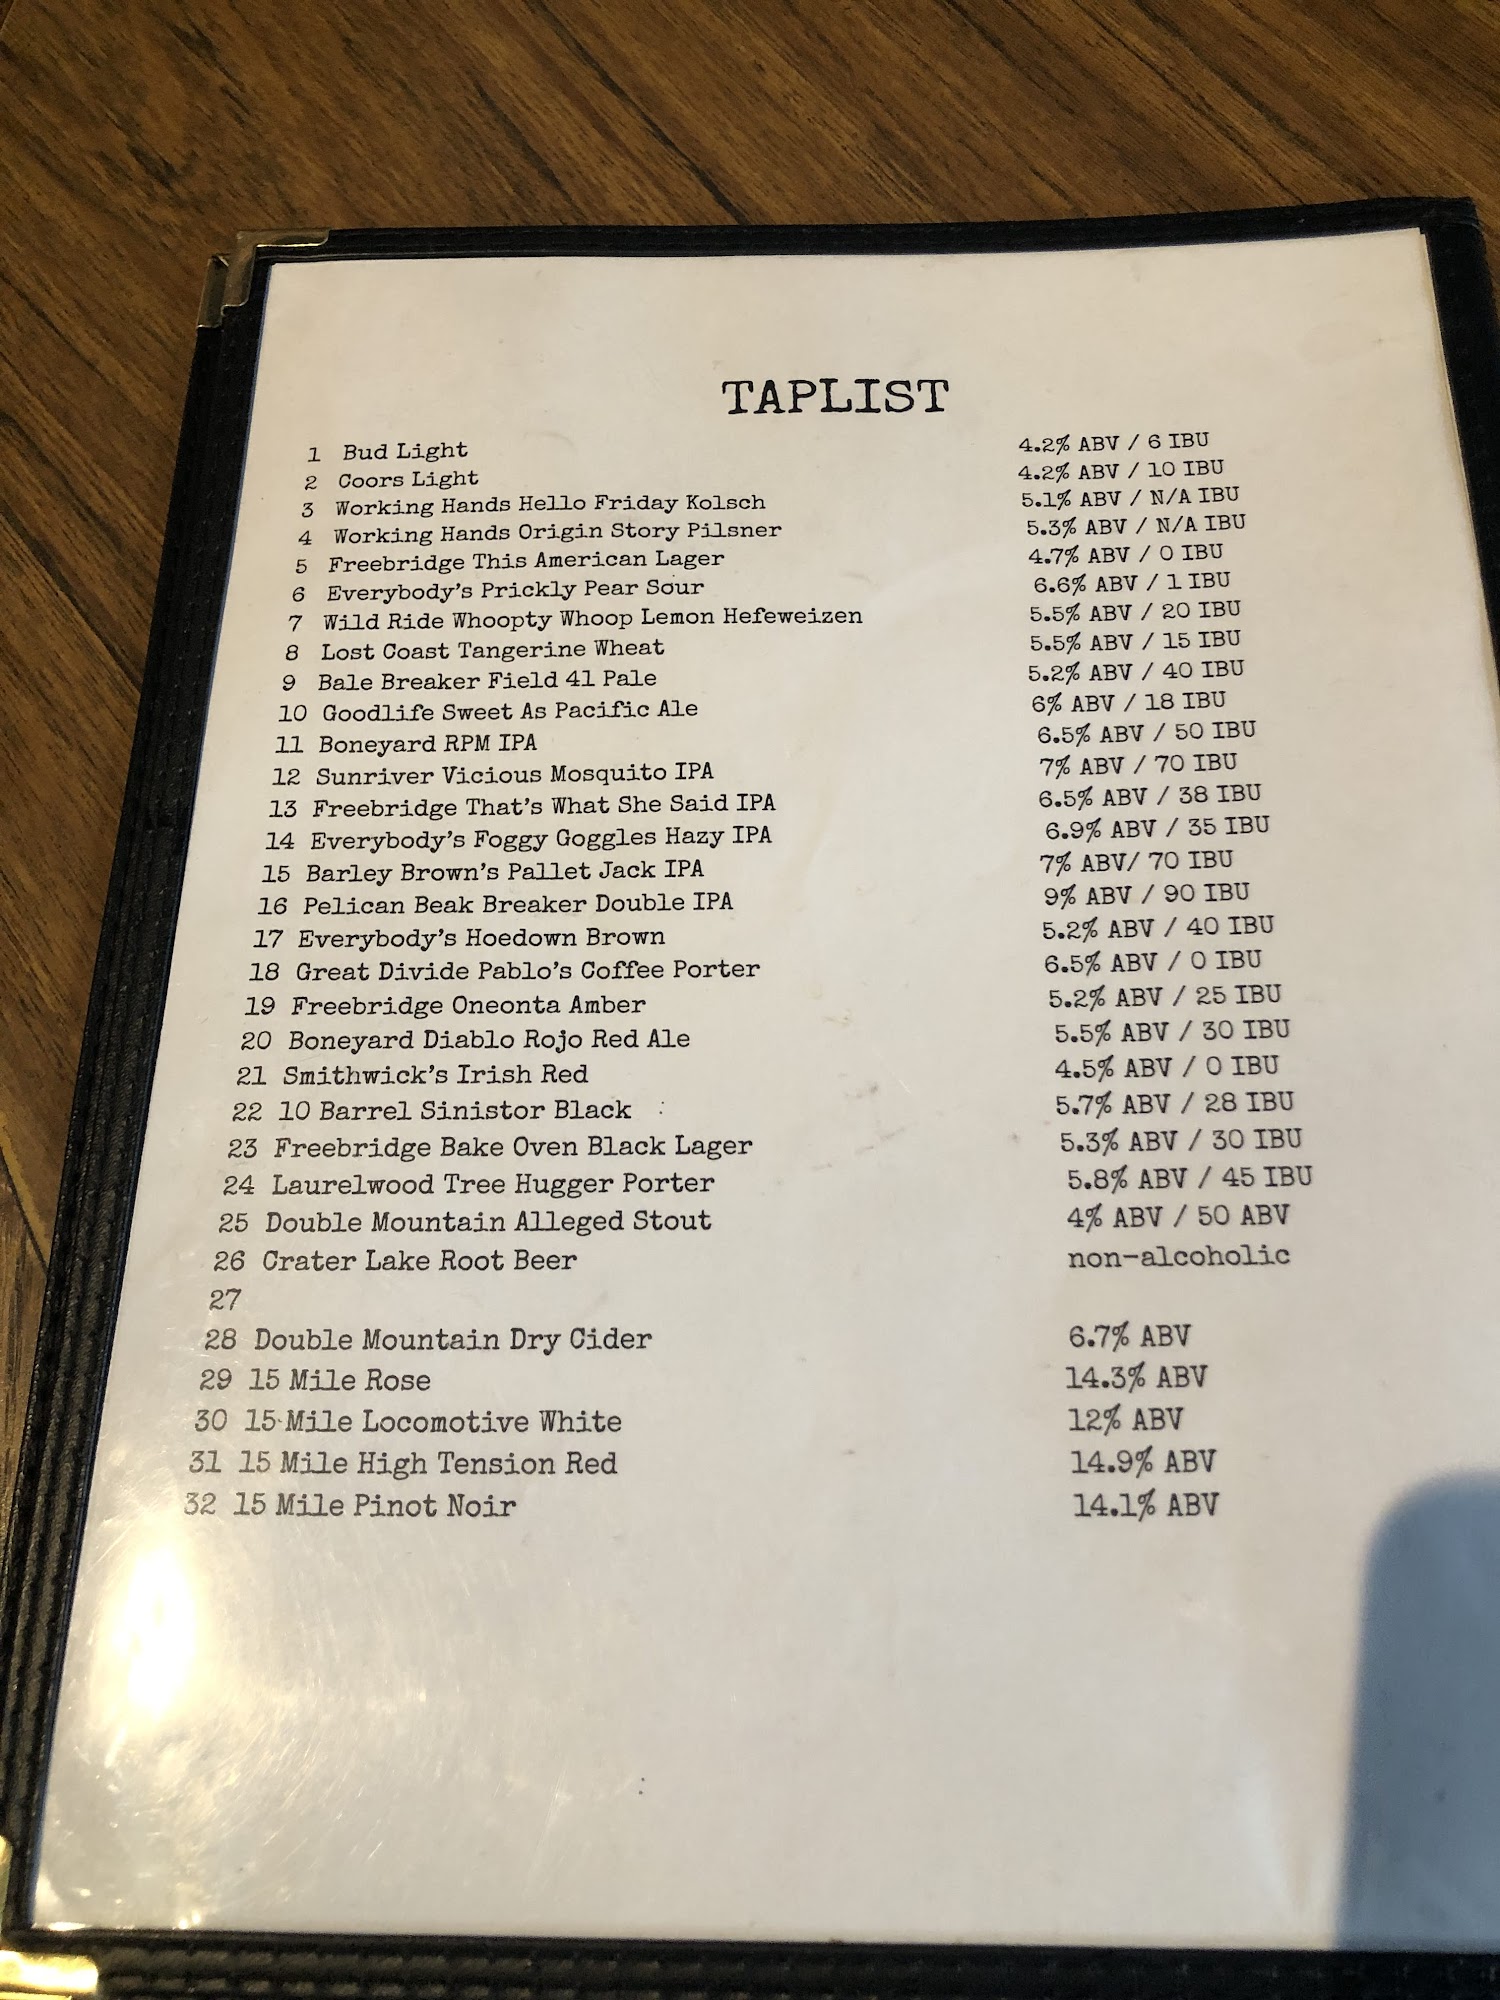 TAPLIST
1 Bud Light 4.2% ABV / 6 IBU
2 Coors Light 4.2% ABV / 10 IBU
3 Working Hands Hello Friday Kolsch 5.1% ABV / N/A IBU
4 Working Hands Origin Story Pilsner 5.3% ABV / N/A IBU
5 Freebridge This American Lager 4.7% ABV / 0 IBU
6 Everybody's Prickly Pear Sour 6.6% ABV / 1 IBU
7 Wild Ride Whoopty Whoop Lemon Hefeweizen 5.5% ABV / 20 IBU
8 Lost Coast Tangerine Wheat 5.5% ABV / 15 IBU
9 Bale Breaker Field 41 Pale 5.2% ABV / 40 IBU
10 Goodlife Sweet As Pacific Ale 6% ABV / 18 IBU
11 Boneyard RPM IPA 6.5% ABV / 50 IBU
12 Sunriver Vicious Mosquito IPA 7% ABV / 70 IBU
13 Freebridge That's What She Said IPA 6.5% ABV / 38 IBU
14 Everybody's Foggy Goggles Hazy IPA 6.9% ABV / 35 IBU
15 Barley Brown's Pallet Jack IPA 7% ABV/ 70 IBU
16 Pelican Beak Breaker Double IPA 9% ABV / 90 IBU
17 Everybody's Hoedown Brown 5.2% ABV / 40 IBU
18 Great Divide Pablo's Coffee Porter 6.5% ABV / 0 IBU
19 Freebridge Oneonta Amber 5.2% ABV / 25 IBU
20 Boneyard Diablo Rojo Red Ale 5.5% ABV / 30 IBU
21 Smithwick's Irish Red 4.5% ABV / 0 IBU
22 10 Barrel Sinistor Black 5.7% ABV / 28 IBU
23 Freebridge Bake Oven Black Lager 5.3% ABV / 30 IBU
24 Laurelwood Tree Hugger Porter 5.8% ABV / 45 IBU
25 Double Mountain Alleged Stout 4% ABV / 50 ABV
26 Crater Lake Root Beer non-alcoholic
27
28 Double Mountain Dry Cider 6.7% ABV
29 15 Mile Rose 14.3% ABV
30 15 Mile Locomotive White 12% ABV
31 15 Mile High Tension Red 14.9% ABV
32 15 Mile Pinot Noir 14.1% ABV